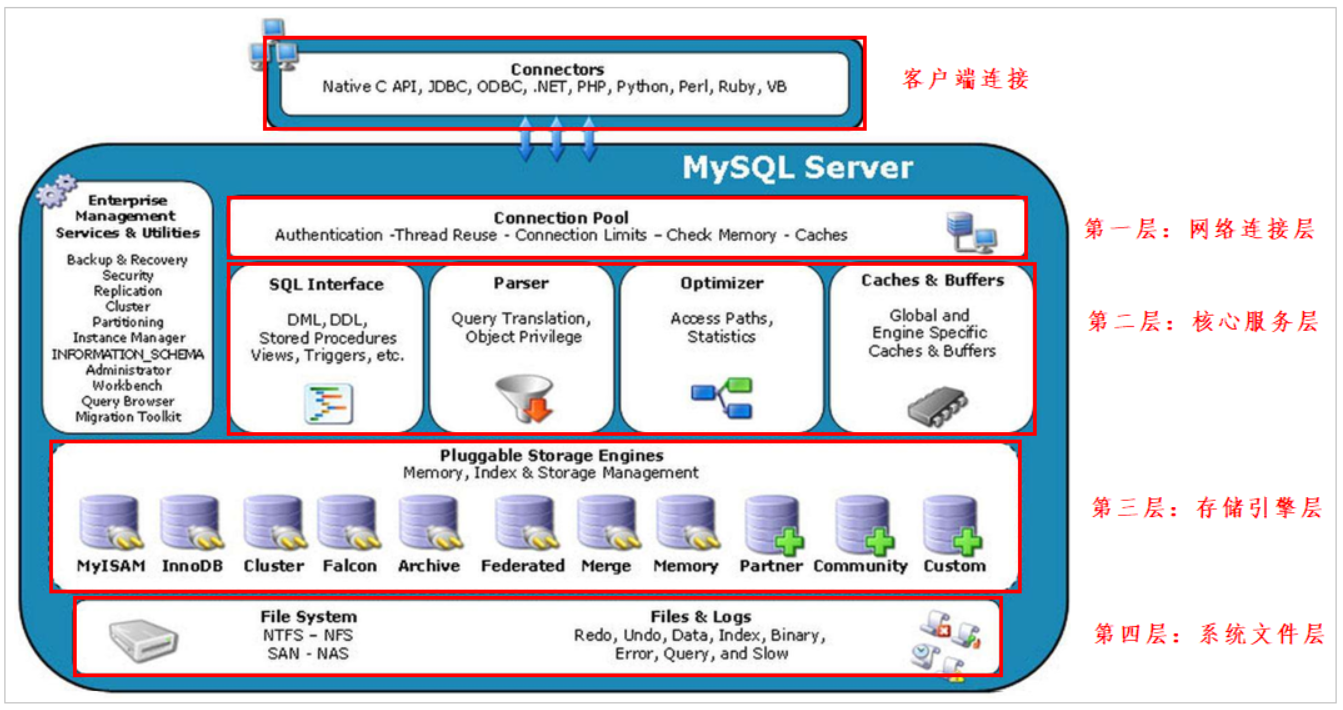 Connectors
Native C API, JDBC, ODBC, .NET, PHP, Python, Perl, Ruby, VB
客户端连接
MySQL Server
Enterprise
Management
Services & Utilities
Backup & Recovery
Security
Replication
Cluster
Partitioning
Instance Manager
INFORMATION_SCHEMA
Administrator
Workbench
Query Browser
Migration Toolkit
Connection Pool
Authentication -Thread Reuse - Connection Limits – Check Memory - Caches
第一层：网络连接层
SQL Interface
DML, DDL,
Stored Procedures
Views, Triggers, etc.
Parser
Query Translation,
Object Privilege
Optimizer
Access Paths,
Statistics
Caches & Buffers
Global and
Engine Specific
Caches & Buffers
第二层：核心服务层
Pluggable Storage Engines
Memory, Index & Storage Management
MyISAM
InnoDB
Cluster
Falcon
Archive
Federated
Merge
Memory
Partner
Community
Custom
第三层：存储引擎层
File System
NTFS – NFS
SAN - NAS
Files & Logs
Redo, Undo, Data, Index, Binary,
Error, Query, and Slow
第四层：系统文件层